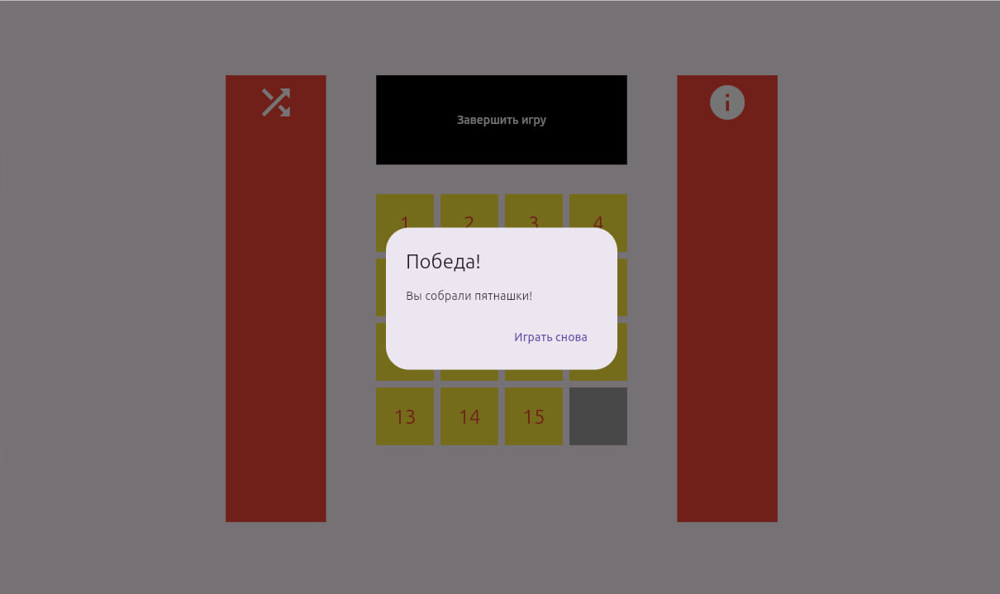 Завершить игру
1 2 3 4
Победа!
Вы собрали пятнашки!
Играть снова
13 14 15